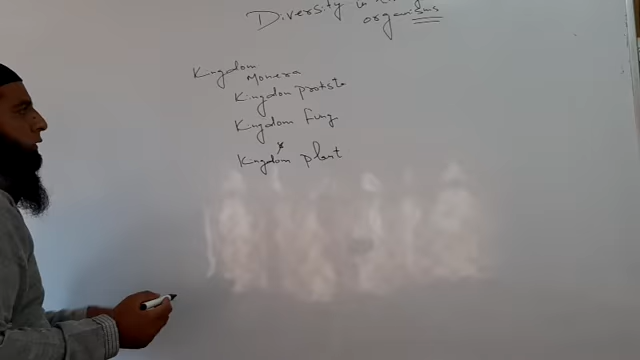 Diversity in
organisms
Kingdom
Monera
Kingdom protista
Kingdom Fungi
Kingdom plant